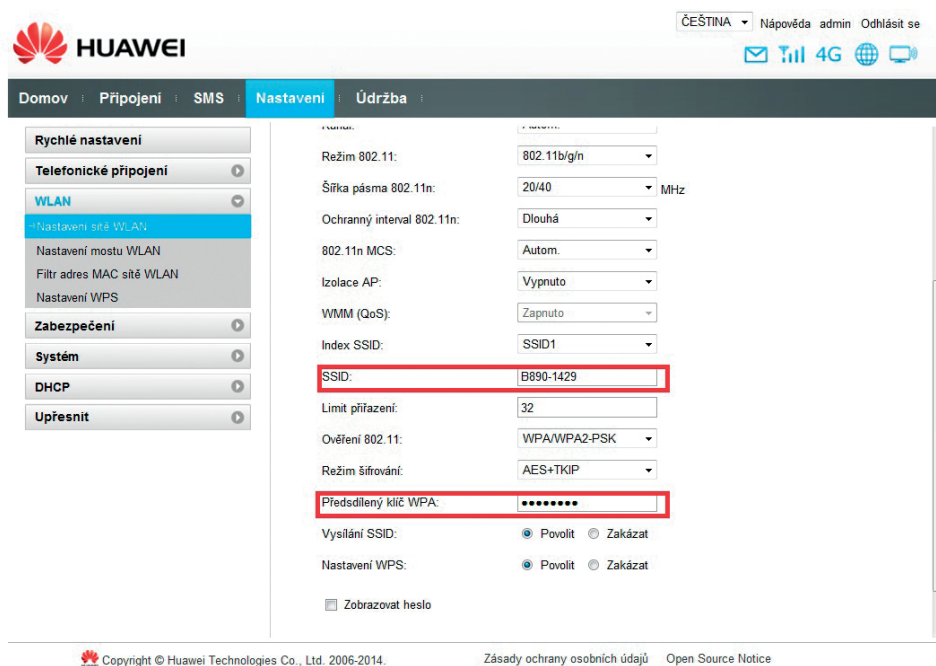 ČEŠTINA Nápověda admin Odhlásit se
HUAWEI
4G
Domov Připojení SMS Nastavení Údržba
Rychlé nastavení
Telefonické připojení
WLAN
Nastavení sítě WLAN
Nastavení mostu WLAN
Filtr adres MAC sítě WLAN
Nastavení WPS
Zabezpečení
Systém
DHCP
Upřesnit
Kanál: Autom.
Režim 802.11: 802.11b/g/n
Šířka pásma 802.11n: 20/40 MHz
Ochranný interval 802.11n: Dlouhá
802.11n MCS: Autom.
Izolace AP: Vypnuto
WMM (QoS): Zapnuto
Index SSID: SSID1
SSID: B890-1429
Limit přiřazení: 32
Ověření 802.11: WPA/WPA2-PSK
Režim šifrování: AES+TKIP
Předsdílený klíč WPA: ••••••••
Vysílání SSID: Povolit Zakázat
Nastavení WPS: Povolit Zakázat
Zobrazovat heslo
Copyright © Huawei Technologies Co., Ltd. 2006-2014. Zásady ochrany osobních údajů Open Source Notice